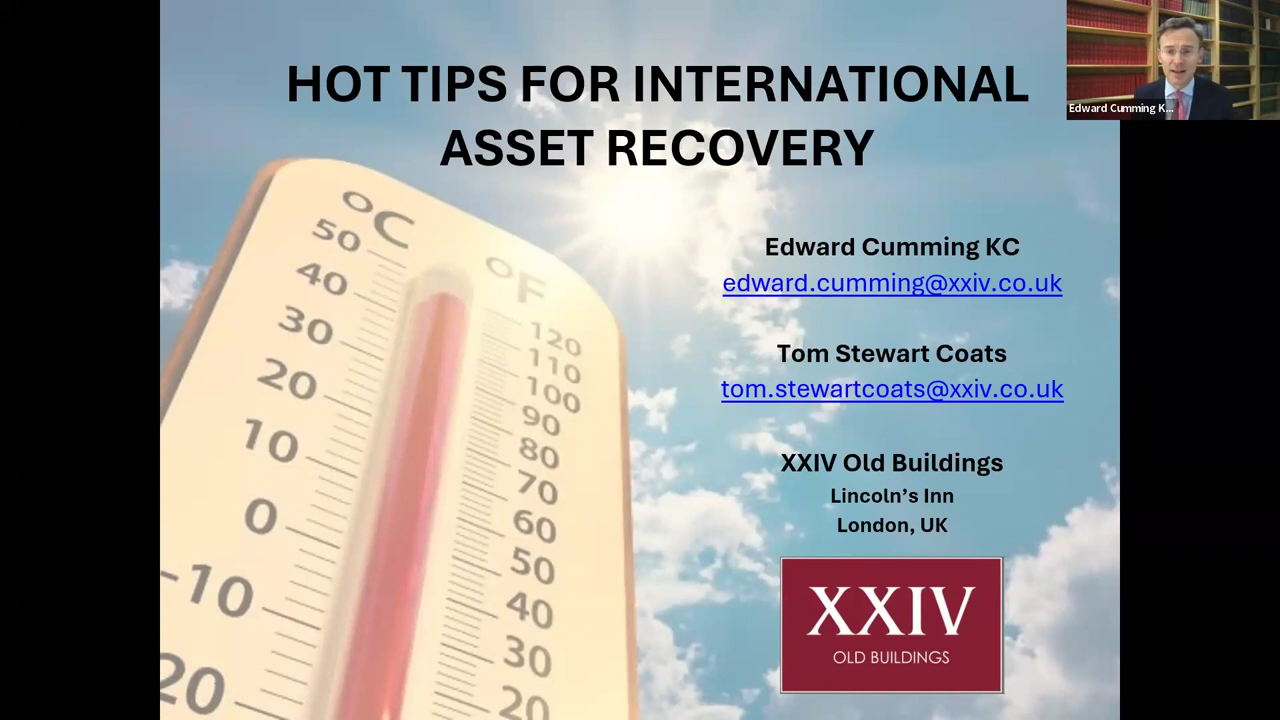 HOT TIPS FOR INTERNATIONAL
ASSET RECOVERY
Edward Cumming K...
Edward Cumming KC
edward.cumming@xxiv.co.uk
Tom Stewart Coats
tom.stewartcoats@xxiv.co.uk
XXIV Old Buildings
Lincoln's Inn
London, UK
XXIV
OLD BUILDINGS
°C
50
40
30
20
10
0
-10
20
°F
120
110
100
90
80
70
60
50
40
30
20